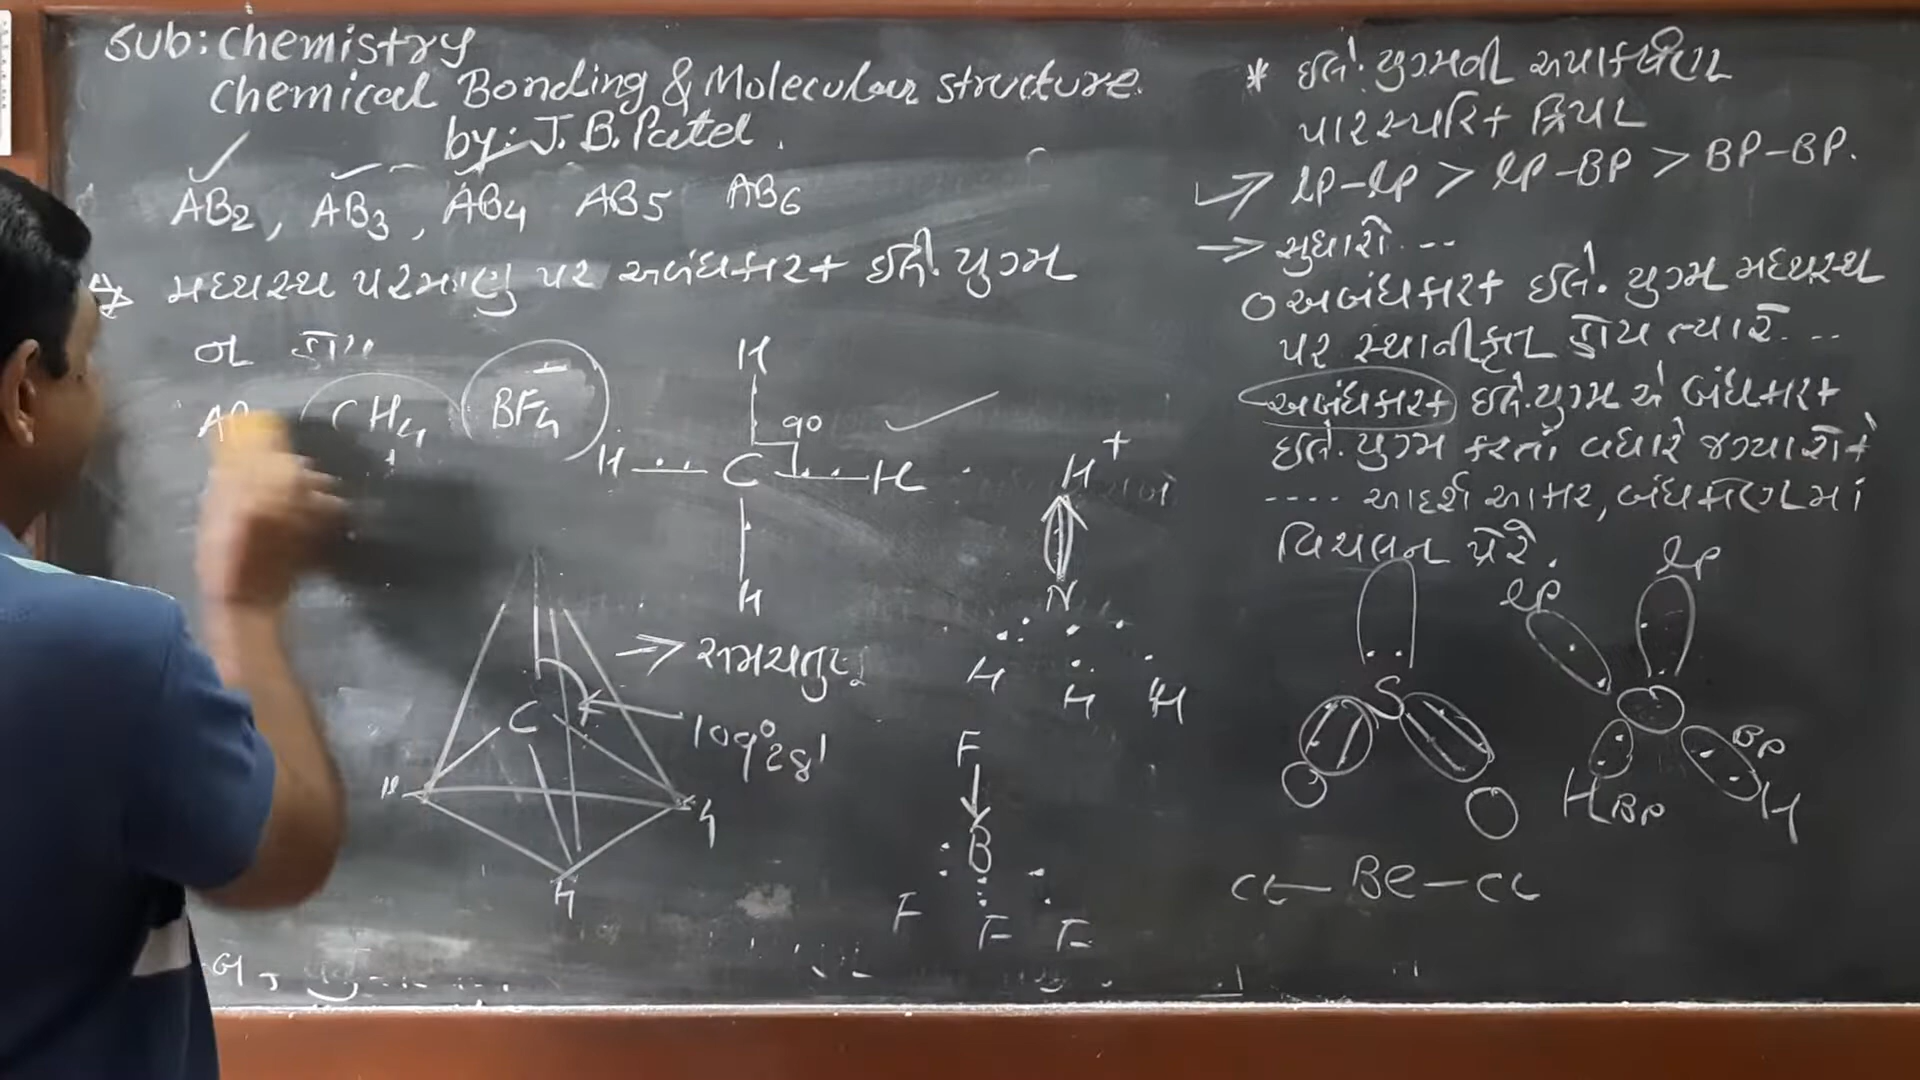 Sub: Chemistry
Chemical Bonding & Molecular structure.
by: J. B. Patel.
AB2, AB3, AB4 AB5 AB6
મધ્યસ્થ પરમાણુ પર અબંધકારક ઈલે. યુગ્મ
ન હોય
CH4 BF4-
H
90
H C H
H
C
H
H
→ સમચતુ
109°28'
H+
N
H H H
F
B
F F F
* ઈલે. યુગ્મની અપાકર્ષણ
પારસ્પરિક ક્રિયા
→ lp-lp > lp-BP > BP-BP.
→ સુધારો...
O અબંધકારક ઈલે. યુગ્મ મધ્યસ્થ
પર સ્થાનીકૃત હોય ત્યારે...
અબંધકારક ઈલે. યુગ્મ એ બંધકારક
ઈલે. યુગ્મ કરતાં વધારે જગ્યા રોકે
.... આદર્શ આકાર, બંધકોણમાં
વિચલન પ્રેરે.
lp
lp
S
BP
H BP H
Cl-Be-Cl